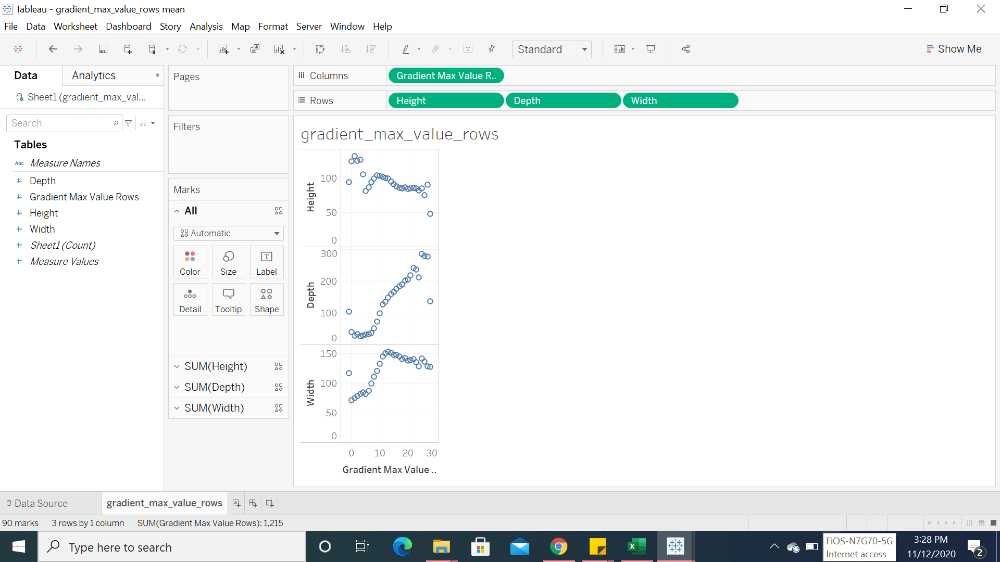 Tableau - gradient_max_value_rows mean
File Data Worksheet Dashboard Story Analysis Map Format Server Window Help
Standard
Show Me
Data Analytics
Sheet1 (gradient_max_val...
Search
Tables
Abc Measure Names
# Depth
# Gradient Max Value Rows
# Height
# Width
# Sheet1 (Count)
# Measure Values
Pages
Filters
Marks
All
Automatic
Color Size Label
Detail Tooltip Shape
SUM(Height)
SUM(Depth)
SUM(Width)
Columns Gradient Max Value R..
Rows Height Depth Width
gradient_max_value_rows
Height
100
50
0
Depth
300
200
100
0
Width
150
100
50
0
0 10 20 30
Gradient Max Value ..
Data Source gradient_max_value_rows
90 marks 3 rows by 1 column SUM(Gradient Max Value Rows): 1,215
Type here to search
FiOS-N7G70-5G
Internet access
3:28 PM
11/12/2020
2